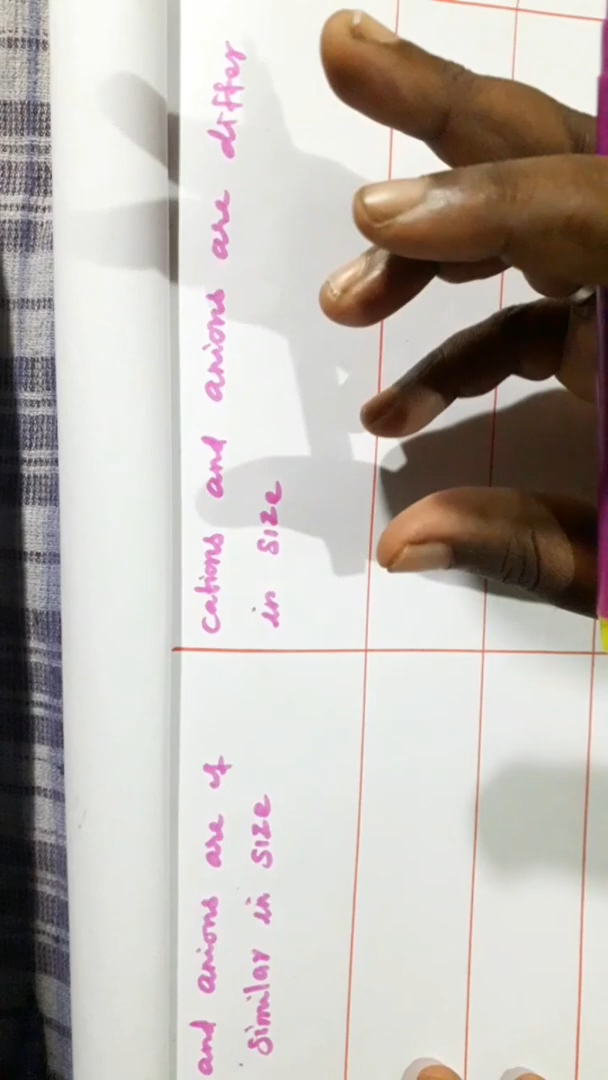 and anions are of
similar in size
cations and anions are differ
in size